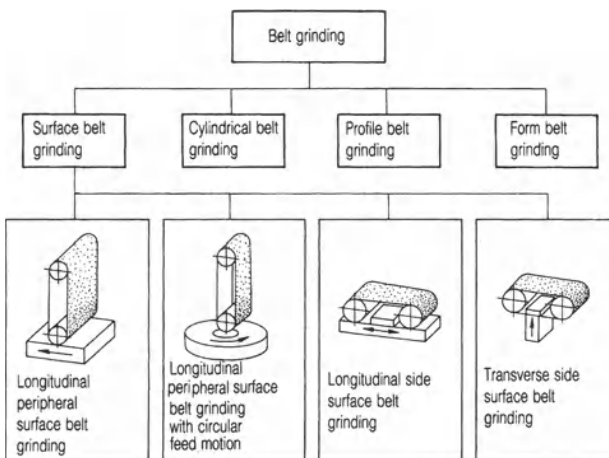 Belt grinding
Surface belt
grinding
Cylindrical belt
grinding
Profile belt
grinding
Form belt
grinding
Longitudinal
peripheral
surface belt
grinding
Longitudinal
peripheral surface
belt grinding
with circular
feed motion
Longitudinal side
surface belt
grinding
Transverse side
surface belt
grinding